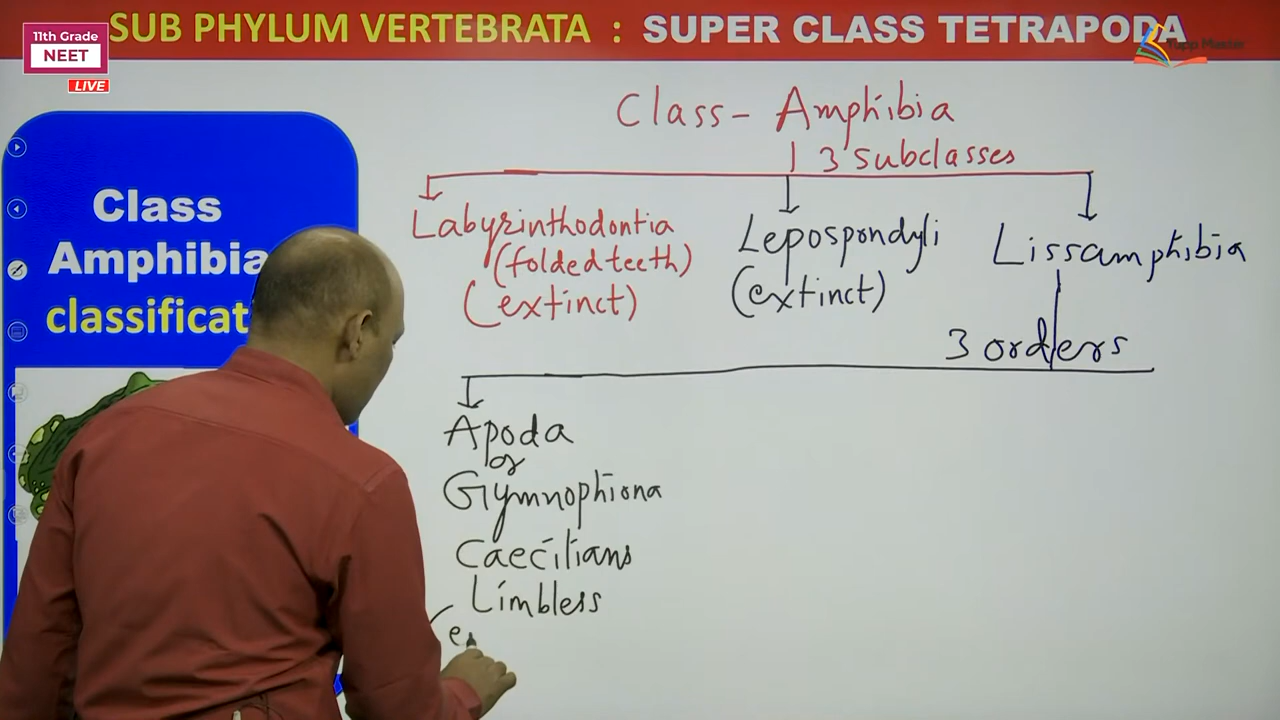 SUB PHYLUM VERTEBRATA : SUPER CLASS TETRAPODA
11th Grade
NEET
LIVE
Class - Amphibia
3 subclasses
Labyrinthodontia
(folded teeth)
(extinct)
Lepospondyli
(extinct)
Lissamphibia
3 orders
Class
Amphibia
classificat
Apoda
or
Gymnophiona
Caecilians
Limbless